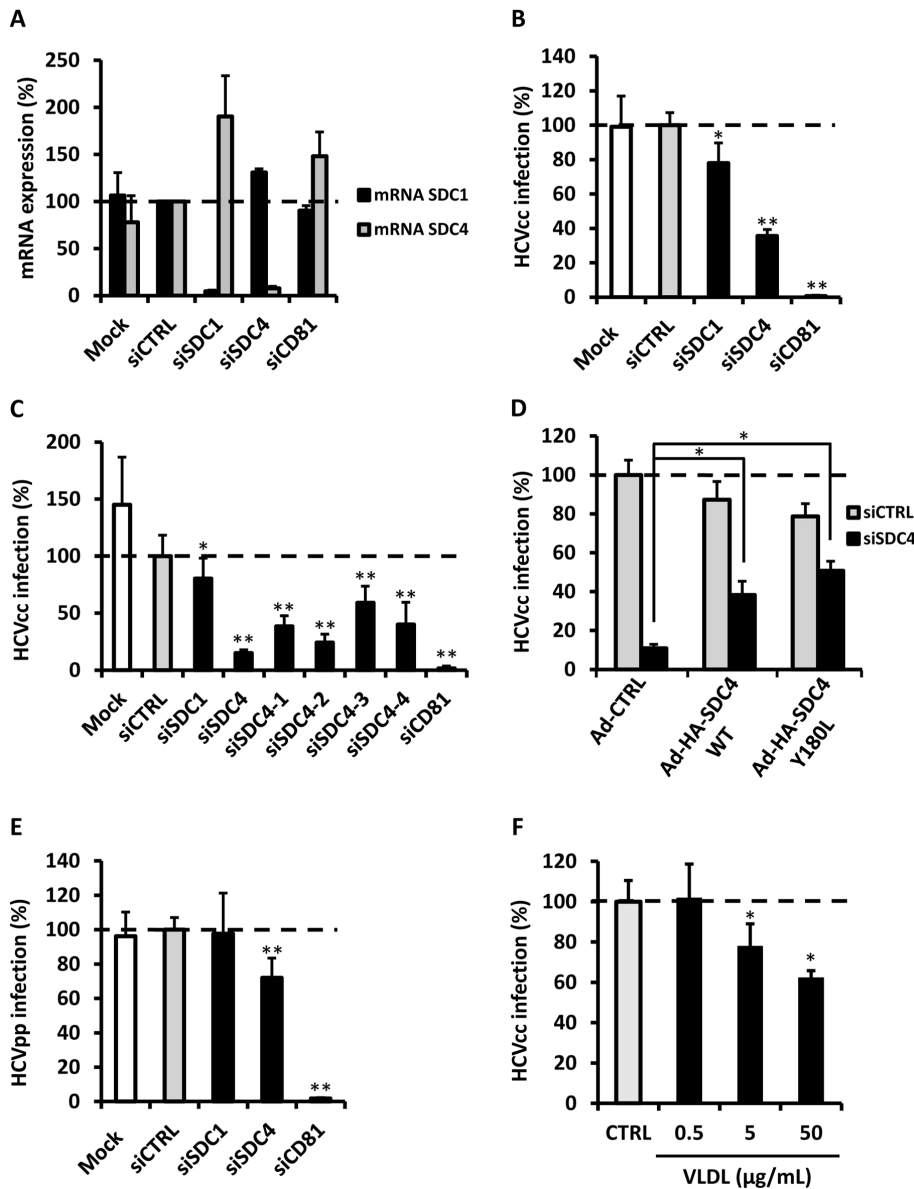 A
mRNA expression (%)
250
200
150
100
50
0
Mock
siCTRL
siSDC1
siSDC4
siCD81
mRNA SDC1
mRNA SDC4
B
HCVcc infection (%)
140
120
100
80
60
40
20
0
*
**
**
Mock
siCTRL
siSDC1
siSDC4
siCD81
C
HCVcc infection (%)
200
150
100
50
0
*
**
**
**
**
**
**
Mock
siCTRL
siSDC1
siSDC4
siSDC4-1
siSDC4-2
siSDC4-3
siSDC4-4
siCD81
D
HCVcc infection (%)
120
100
80
60
40
20
0
*
*
Ad-CTRL
Ad-HA-SDC4
WT
Ad-HA-SDC4
Y180L
siCTRL
siSDC4
E
HCVpp infection (%)
140
120
100
80
60
40
20
0
**
**
Mock
siCTRL
siSDC1
siSDC4
siCD81
F
HCVcc infection (%)
120
100
80
60
40
20
0
*
*
CTRL 0.5 5 50
VLDL (µg/mL)